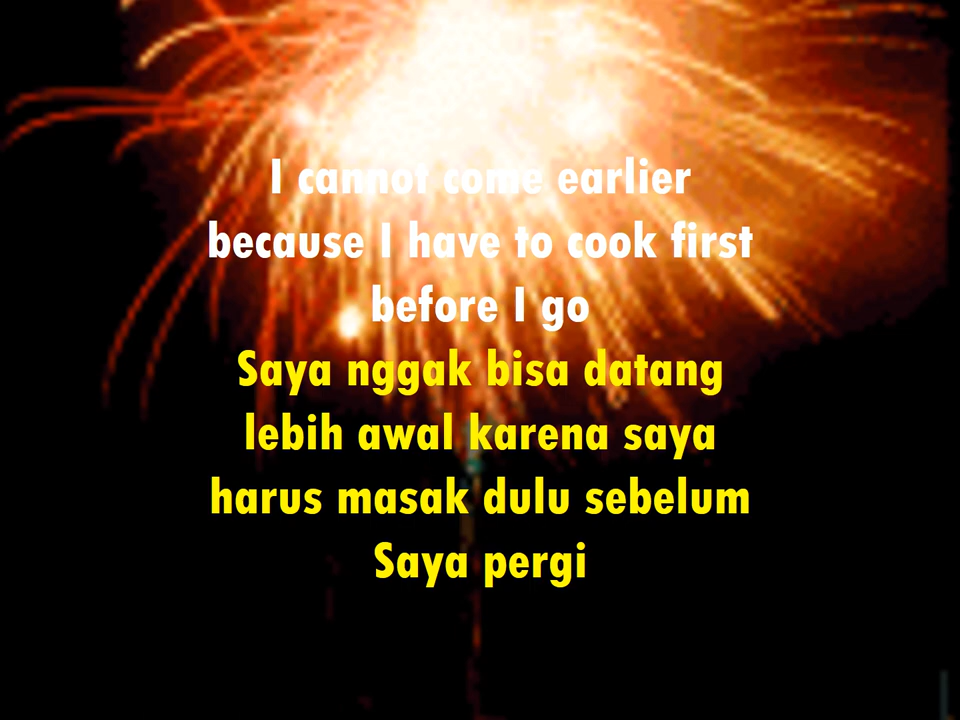 I cannot come earlier
because I have to cook first
before I go
Saya nggak bisa datang
lebih awal karena saya
harus masak dulu sebelum
Saya pergi